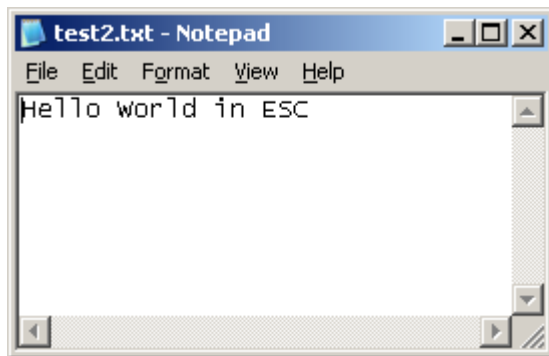 test2.txt - Notepad
File Edit Format View Help
Hello World in ESC